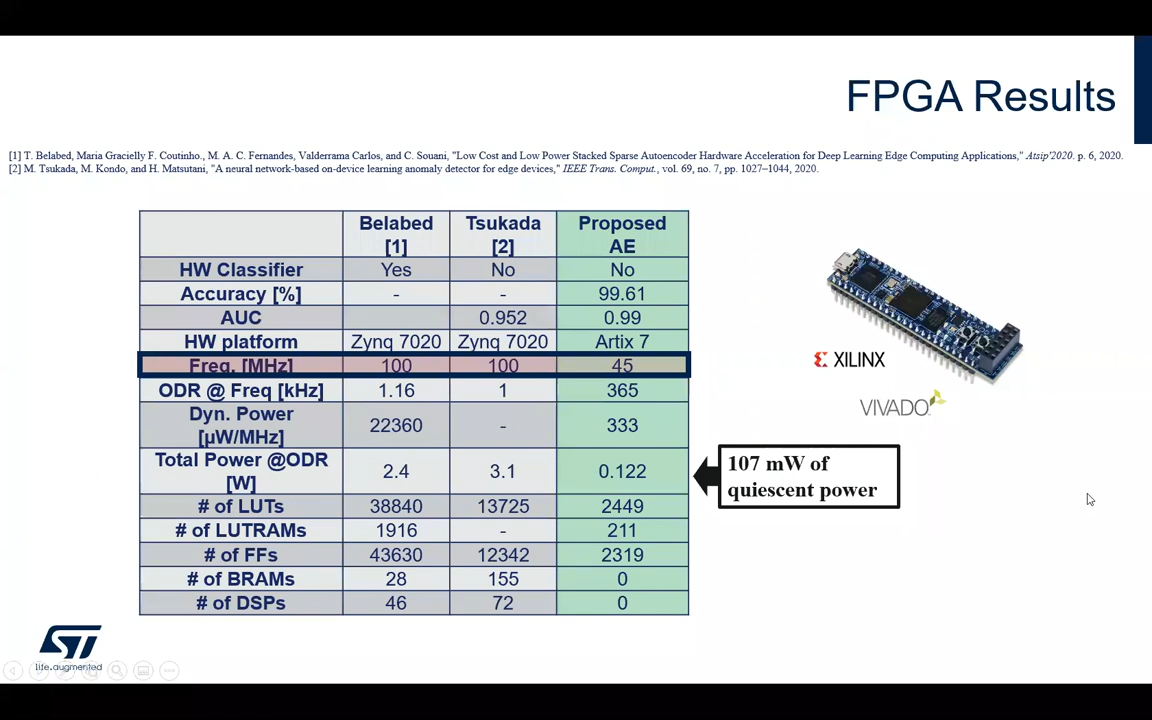 FPGA Results
[1] T. Belabed, Maria Gracielly F. Coutinho., M. A. C. Fernandes, Valderrama Carlos, and C. Souani, "Low Cost and Low Power Stacked Sparse Autoencoder Hardware Acceleration for Deep Learning Edge Computing Applications," Atsip'2020. p. 6, 2020.
[2] M. Tsukada, M. Kondo, and H. Matsutani, "A neural network-based on-device learning anomaly detector for edge devices," IEEE Trans. Comput., vol. 69, no. 7, pp. 1027–1044, 2020.
Belabed Tsukada Proposed
[1] [2] AE
HW Classifier Yes No No
Accuracy [%] - - 99.61
AUC 0.952 0.99
HW platform Zynq 7020 Zynq 7020 Artix 7
Freq. [MHz] 100 100 45
ODR @ Freq [kHz] 1.16 1 365
Dyn. Power
[µW/MHz] 22360 - 333
Total Power @ODR
[W] 2.4 3.1 0.122
# of LUTs 38840 13725 2449
# of LUTRAMs 1916 - 211
# of FFs 43630 12342 2319
# of BRAMs 28 155 0
# of DSPs 46 72 0
XILINX
VIVADO
107 mW of
quiescent power
ST
life.augmented